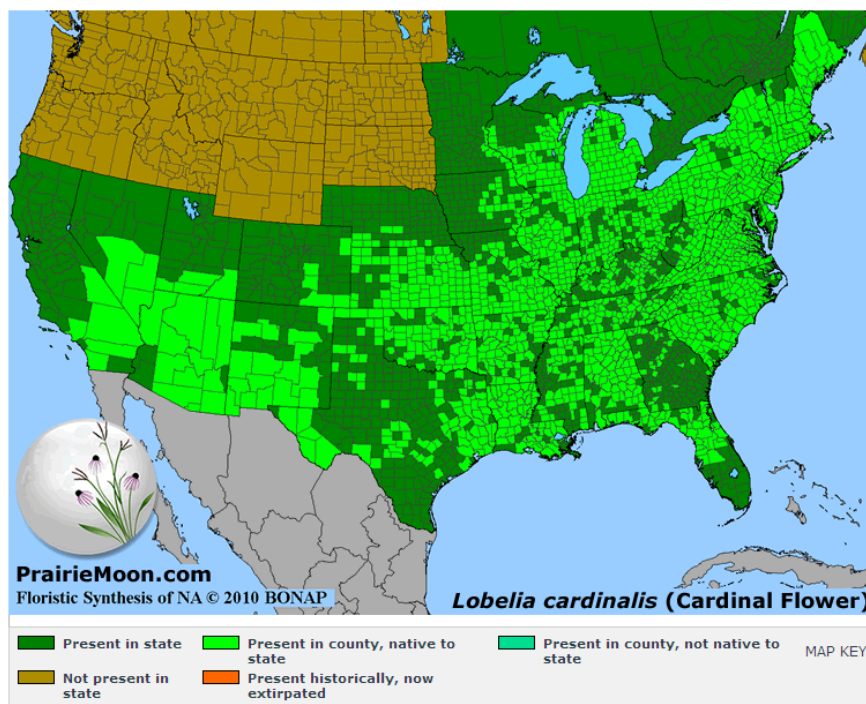 PrairieMoon.com
Floristic Synthesis of NA © 2010 BONAP
Lobelia cardinalis (Cardinal Flower)
Present in state
Present in county, native to
state
Present in county, not native to
state
MAP KEY
Not present in
state
Present historically, now
extirpated